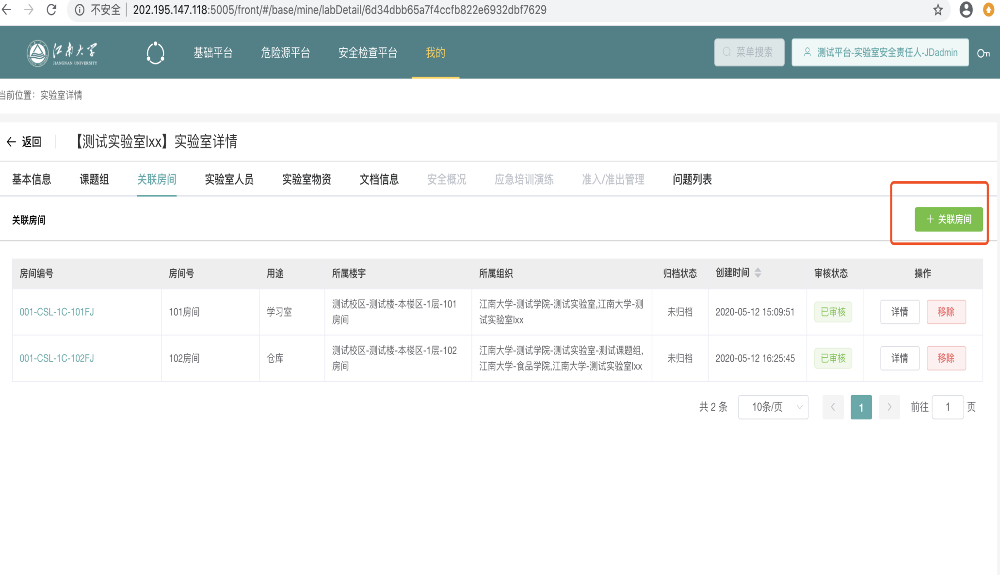 不安全 202.195.147.118:5005/front/#/base/mine/labDetail/6d34dbb65a7f4ccfb822e6932dbf7629
江南大学
JIANGNAN UNIVERSITY
基础平台 危险源平台 安全检查平台 我的 菜单搜索 测试平台-实验室安全责任人-JDadmin
当前位置：实验室详情
返回 【测试实验室lxx】实验室详情
基本信息 课题组 关联房间 实验室人员 实验室物资 文档信息 安全概况 应急培训演练 准入/准出管理 问题列表
关联房间 + 关联房间
房间编号 房间号 用途 所属楼宇 所属组织 归档状态 创建时间 审核状态 操作
001-CSL-1C-101FJ 101房间 学习室 测试校区-测试楼-本楼区-1层-101 江南大学-测试学院-测试实验室,江南大学-测 未归档 2020-05-12 15:09:51 已审核 详情 移除
房间 试实验室lxx
001-CSL-1C-102FJ 102房间 仓库 测试校区-测试楼-本楼区-1层-102 江南大学-测试学院-测试实验室-测试课题组, 未归档 2020-05-12 16:25:45 已审核 详情 移除
房间 江南大学-食品学院,江南大学-测试实验室lxx
共 2 条 10条/页 1 前往 1 页